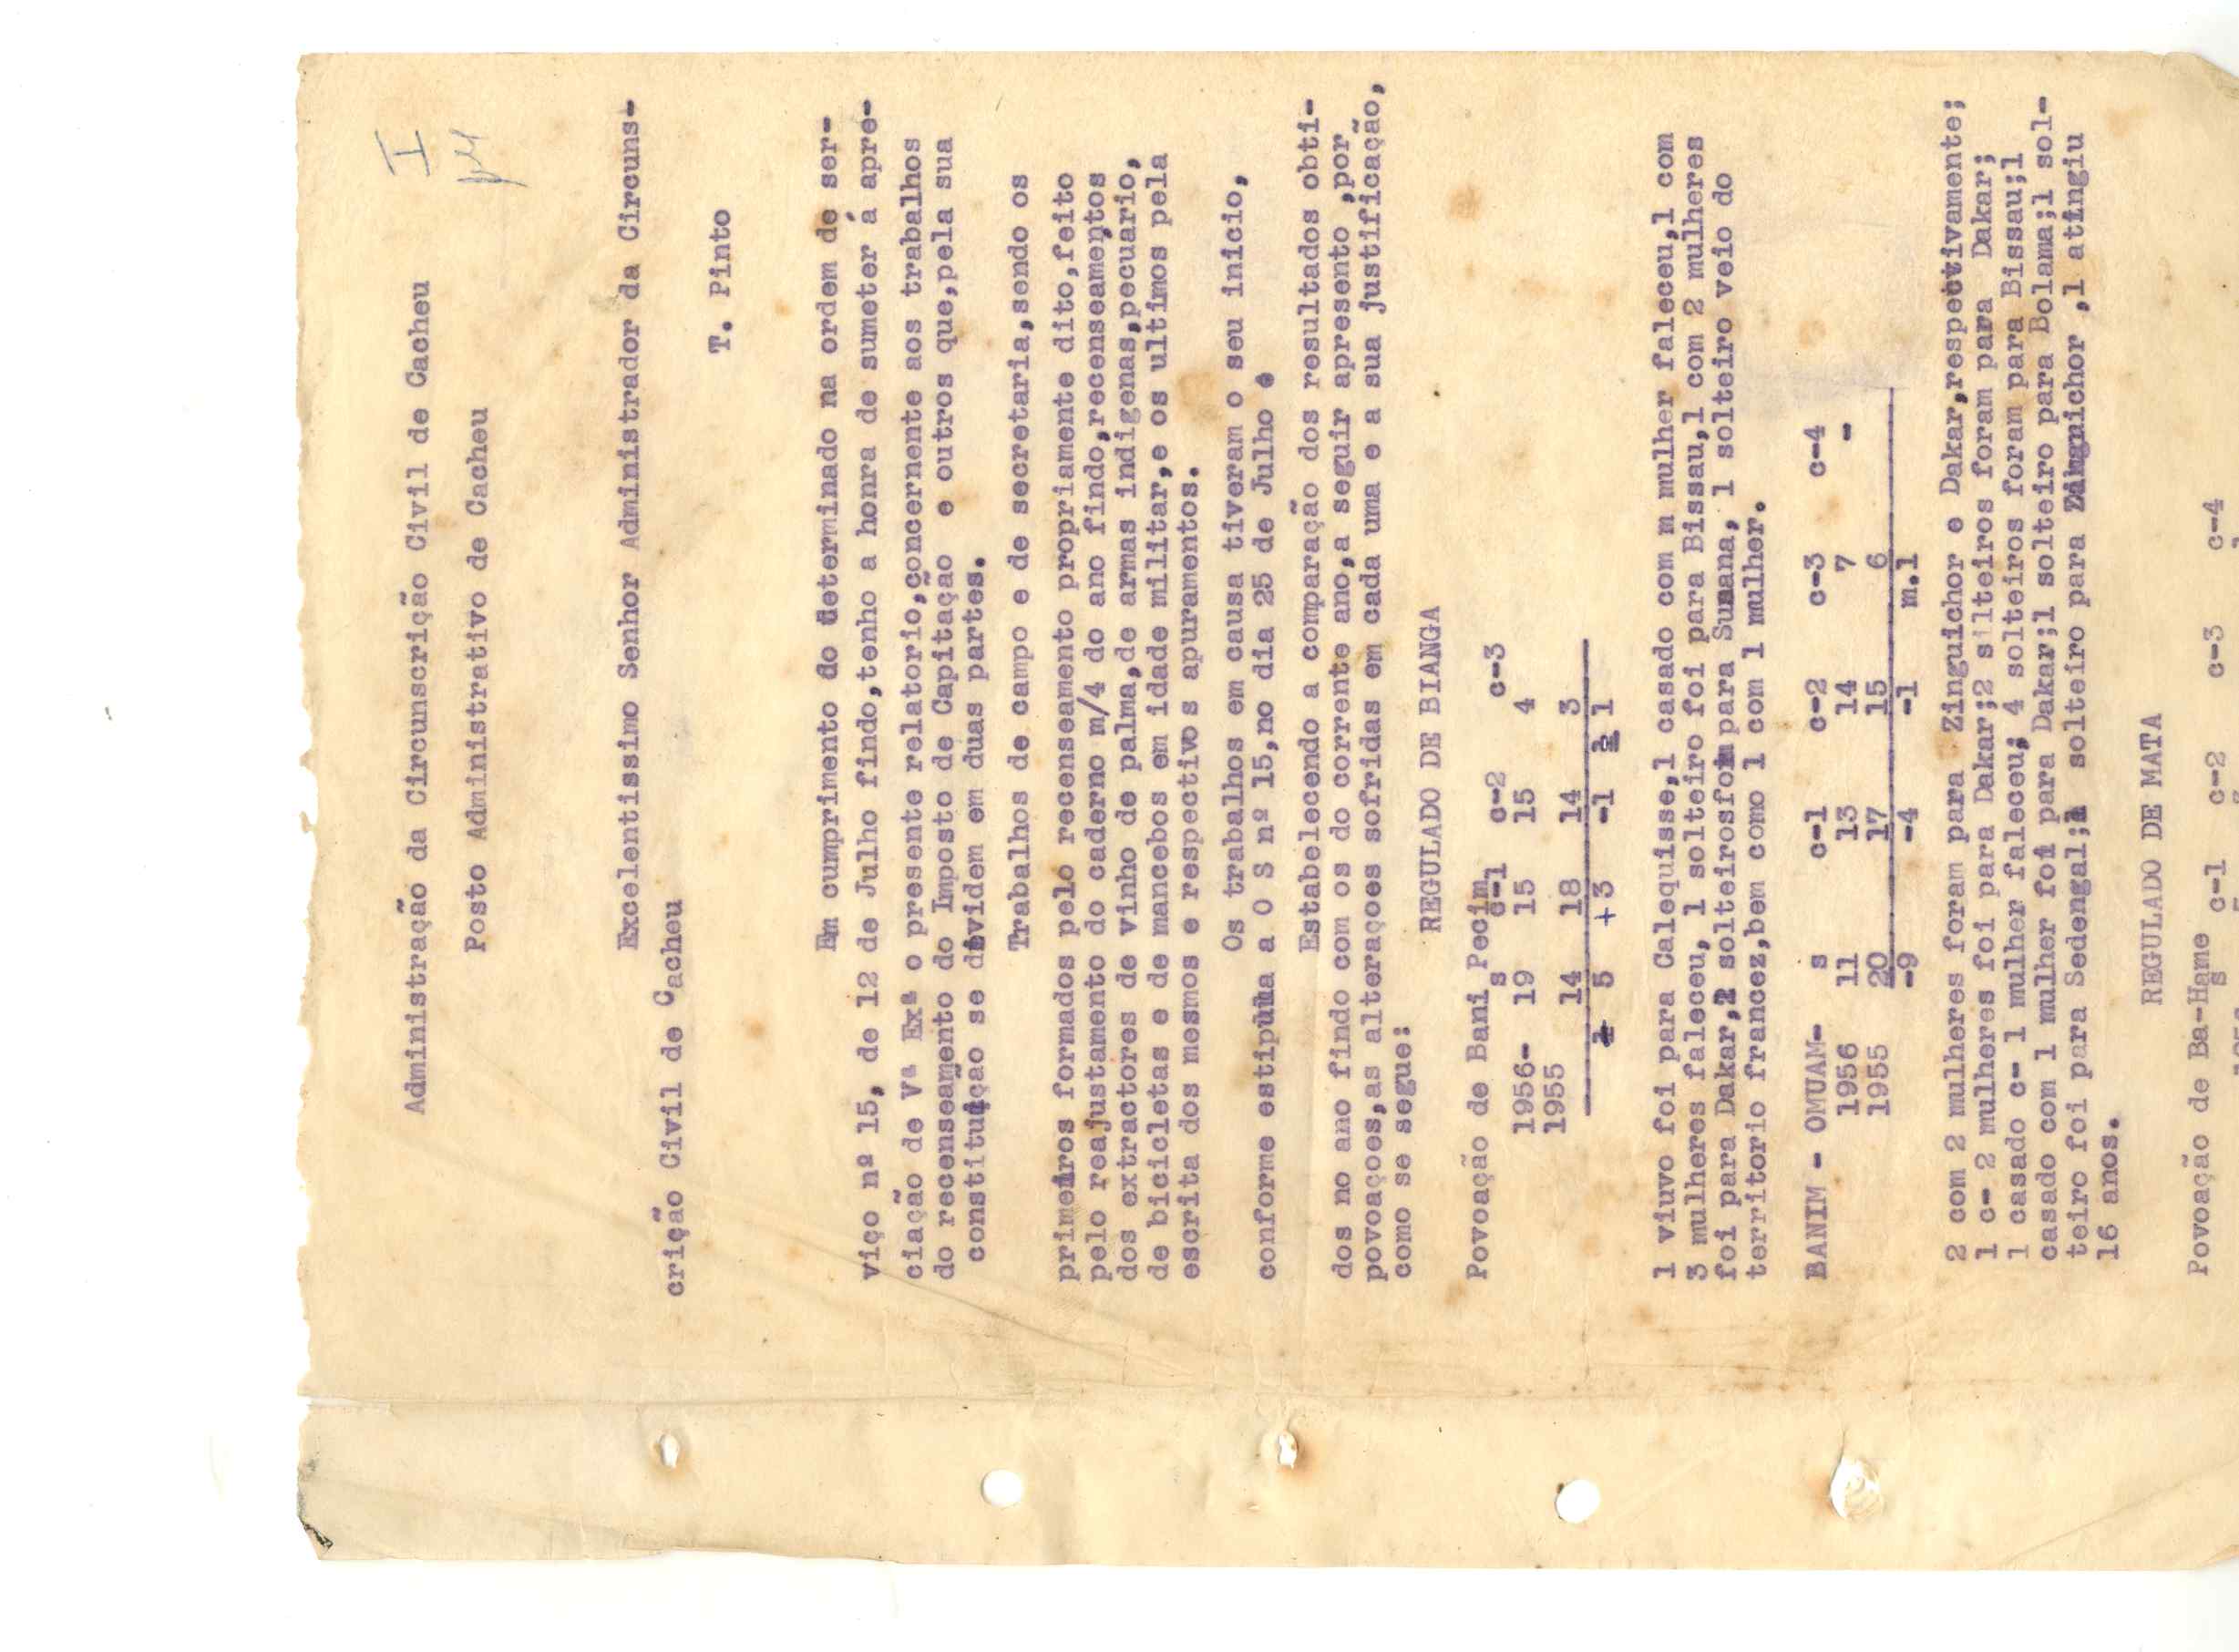 I
Administração da Circunscrição Civil de Cacheu
Posto Administrativo de Cacheu
Excelentissimo Senhor Administrador da Circuns-
crição Civil de Cacheu
T. Pinto
Em cumprimento do determinado na ordem de ser-
viço nº 15, de 12 de Julho findo,tenho a honra de sumeter á apre-
ciação de Vª Exª o presente relatorio,concernente aos trabalhos
do recenseamento do Imposto de Capitação e outros que,pela sua
constituição se dividem em duas partes.
Trabalhos de campo e de secretaria,sendo os
primeiros formados pelo recenseamento propriamente dito,feito
pelo reajustamento do caderno m/4 do ano findo,recenseamentos
dos extractores de vinho de palma,de armas indigenas,pecuario,
de bicicletas e de mancebos em idade militar,e os ultimos pela
escrita dos mesmos e respectivos apuramentos.
Os trabalhos em causa tiveram o seu inicio,
conforme estipula a O S nº 15,no dia 25 de Julho e
Estabelecendo a comparação dos resultados obti-
dos no ano findo com os do corrente ano,a seguir apresento ,por
povoações,as alterações sofridas em cada uma e a sua justificação,
como se segue:
REGULADO DE BIANGA
Povoação de Bani Pecim
s c-1 c-2 c-3
1956- 19 15 15 4
1955 14 18 14 3
5 +3 -1 1
1 viuvo foi para Calequisse,1 casado com m mulher faleceu,1 com
3 mulheres faleceu, 1 solteiro foi para Bissau,1 com 2 mulheres
foi para Dakar,2 solteirosfoi para Susana, 1 solteiro veio do
territorio francez,bem como 1 com 1 mulher.
BANIM - OMUAM- s c-1 c-2 c-3 c-4
1956 11 13 14 7 -
1955 20 17 15 6
-9 -4 -1 m.1
2 com 2 mulheres foram para Zinguichor e Dakar,respectivamente;
1 c- 2 mulheres foi para Dakar;2 silteiros foram para Dakar;
1 casado c- 1 mulher faleceu; 4 solteiros foram para Bissau;1
casado com 1 mulher foi para Dakar;1 solteiro para Bolama;1 sol-
teiro foi para Sedengal; solteiro para Zinguichor ,1 atingiu
16 anos.
REGULADO DE MATA
Povoação de Ba-Hame
s c-1 c-2 c-3 c-4